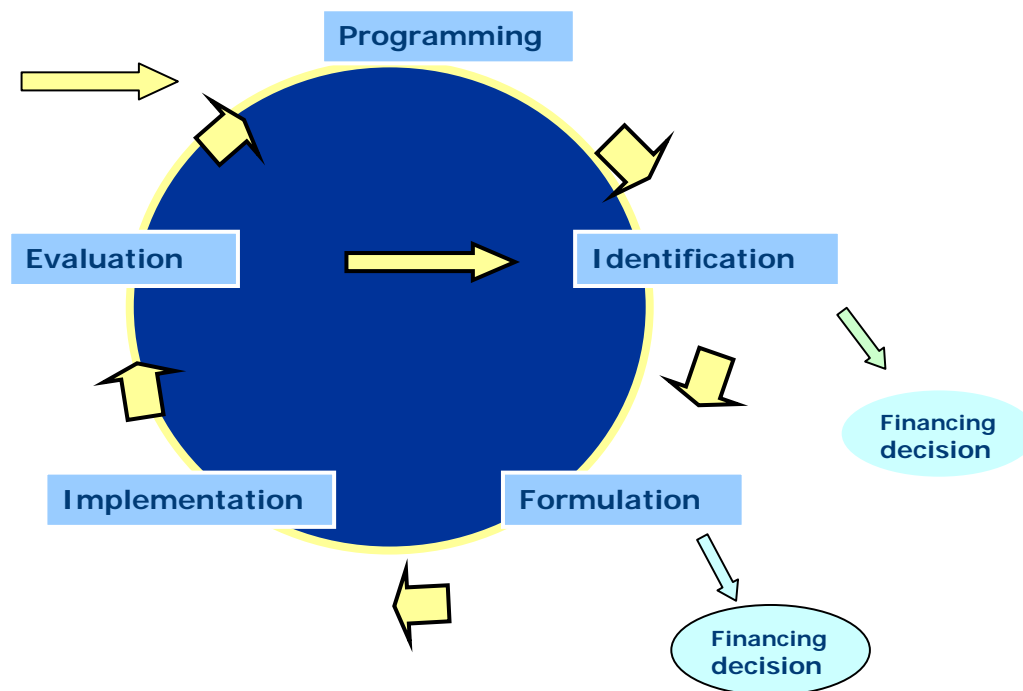 Programming
Evaluation
Identification
Financing
decision
Implementation
Formulation
Financing
decision